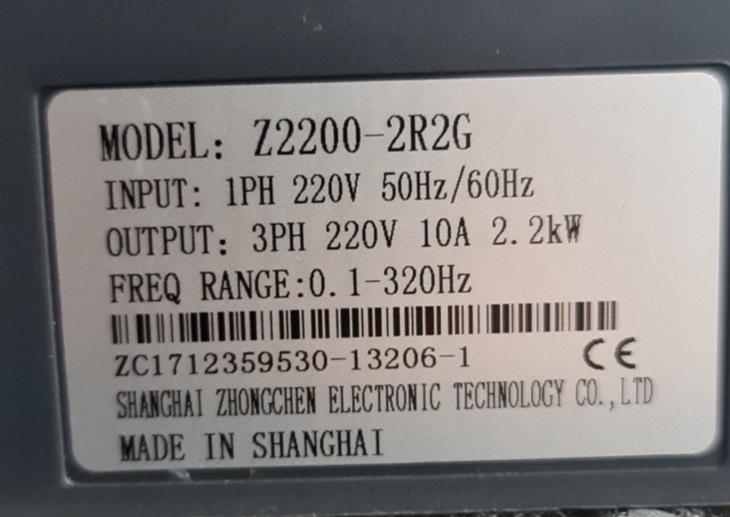 MODEL: Z2200-2R2G
INPUT: 1PH 220V 50Hz/60Hz
OUTPUT: 3PH 220V 10A 2.2kW
FREQ RANGE:0.1-320Hz
ZC1712359530-13206-1 CE
SHANGHAI ZHONGCHEN ELECTRONIC TECHNOLOGY CO.,LTD
MADE IN SHANGHAI